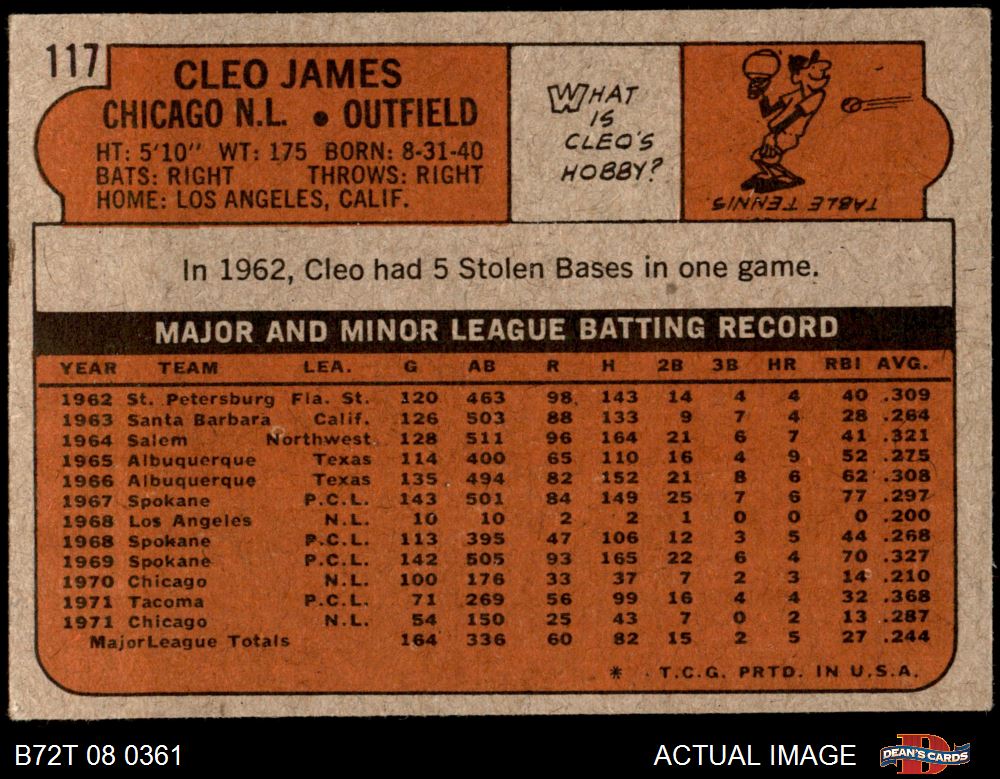 117
CLEO JAMES
CHICAGO N.L. • OUTFIELD
HT: 5'10" WT: 175 BORN: 8-31-40
BATS: RIGHT THROWS: RIGHT
HOME: LOS ANGELES, CALIF.
WHAT
IS
CLEO'S
HOBBY?
TABLE TENNIS
In 1962, Cleo had 5 Stolen Bases in one game.
MAJOR AND MINOR LEAGUE BATTING RECORD
YEAR TEAM LEA. G AB R H 2B 3B HR RBI AVG.
1962 St. Petersburg Fla. St. 120 463 98 143 14 4 4 40 .309
1963 Santa Barbara Calif. 126 503 88 133 9 7 4 28 .264
1964 Salem Northwest 128 511 96 164 21 6 7 41 .321
1965 Albuquerque Texas 114 400 65 110 16 4 9 52 .275
1966 Albuquerque Texas 135 494 82 152 21 8 6 62 .308
1967 Spokane P.C.L. 143 501 84 149 25 7 6 77 .297
1968 Los Angeles N.L. 10 10 2 2 1 0 0 0 .200
1968 Spokane P.C.L. 113 395 47 106 12 3 5 44 .268
1969 Spokane P.C.L. 142 505 93 165 22 6 4 70 .327
1970 Chicago N.L. 100 176 33 37 7 2 3 14 .210
1971 Tacoma P.C.L. 71 269 56 99 16 4 4 32 .368
1971 Chicago N.L. 54 150 25 43 7 0 2 13 .287
Major League Totals 164 336 60 82 15 2 5 27 .244
* T.C.G. PRTD. IN U.S.A.
B72T 08 0361 ACTUAL IMAGE DEAN'S CARDS